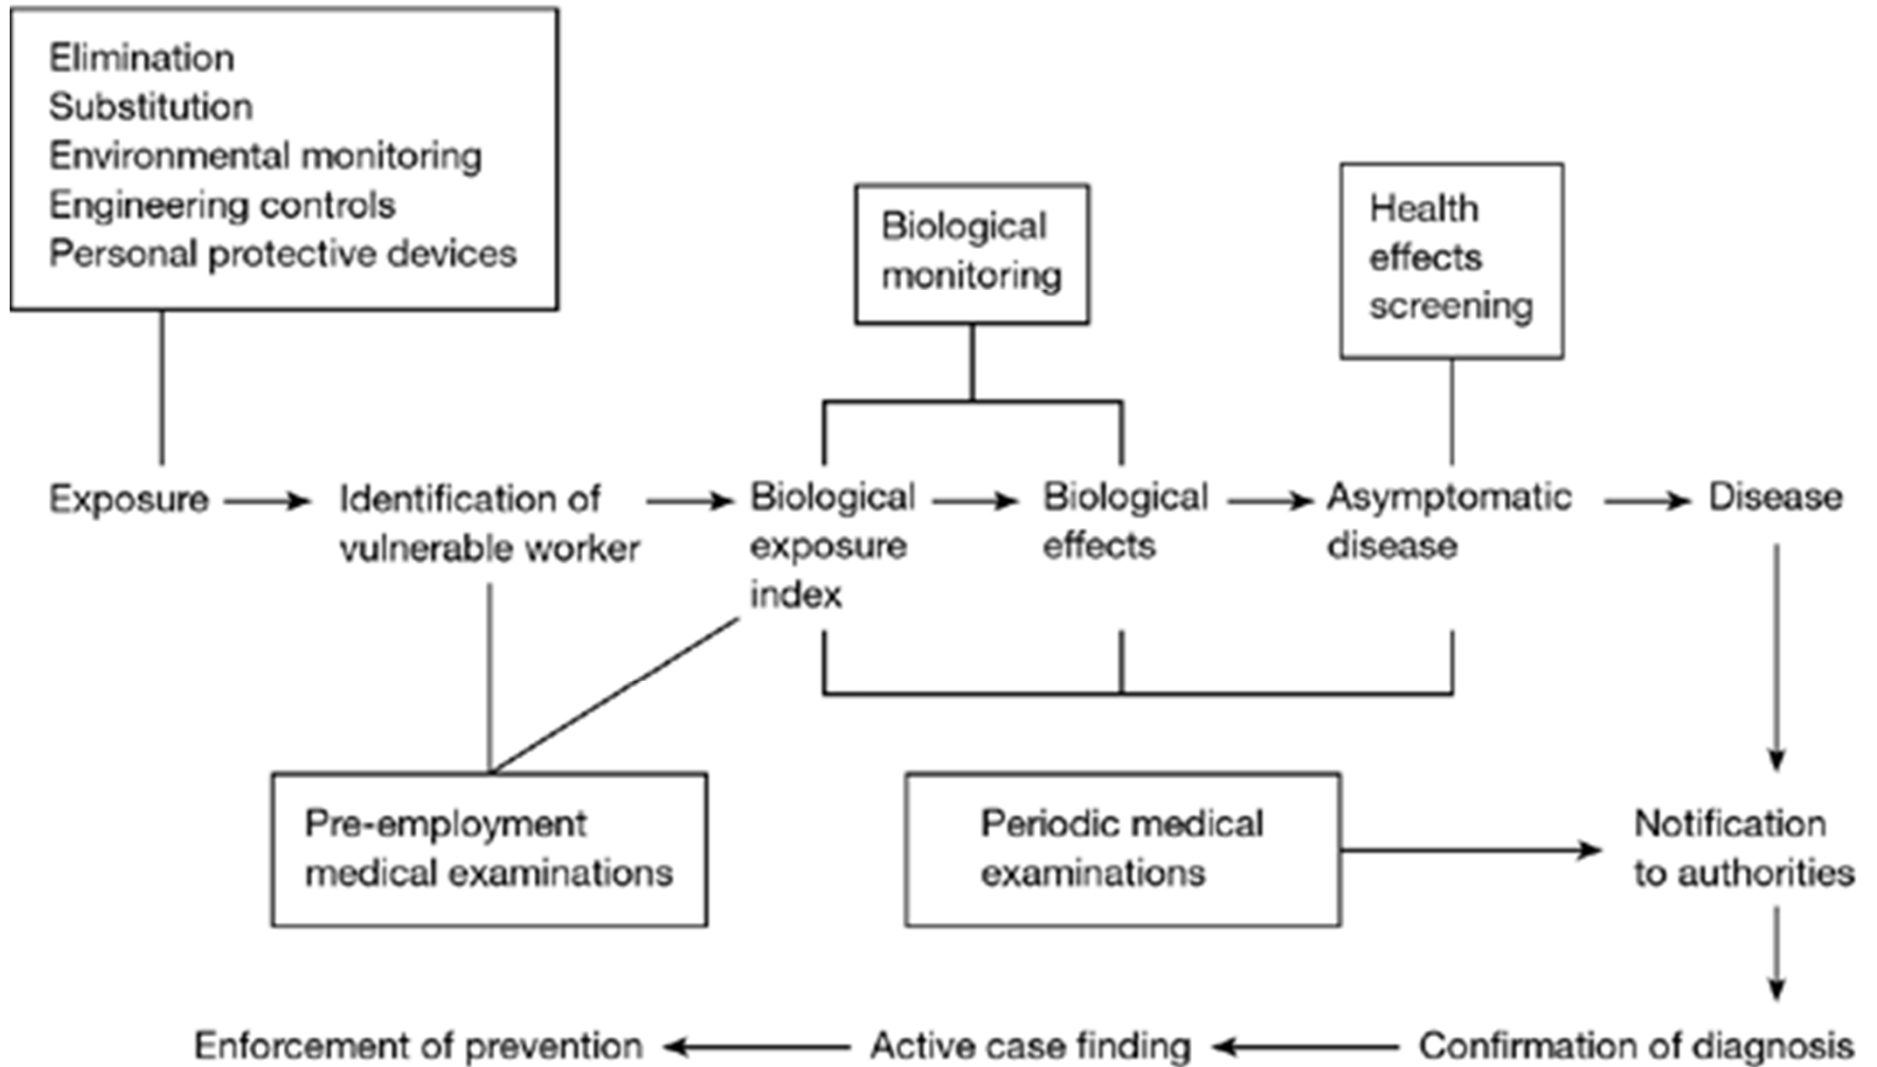 Elimination
Substitution
Environmental monitoring
Engineering controls
Personal protective devices
Biological
monitoring
Health
effects
screening
Exposure
Identification of
vulnerable worker
Biological
exposure
index
Biological
effects
Asymptomatic
disease
Disease
Pre-employment
medical examinations
Periodic medical
examinations
Notification
to authorities
Enforcement of prevention
Active case finding
Confirmation of diagnosis